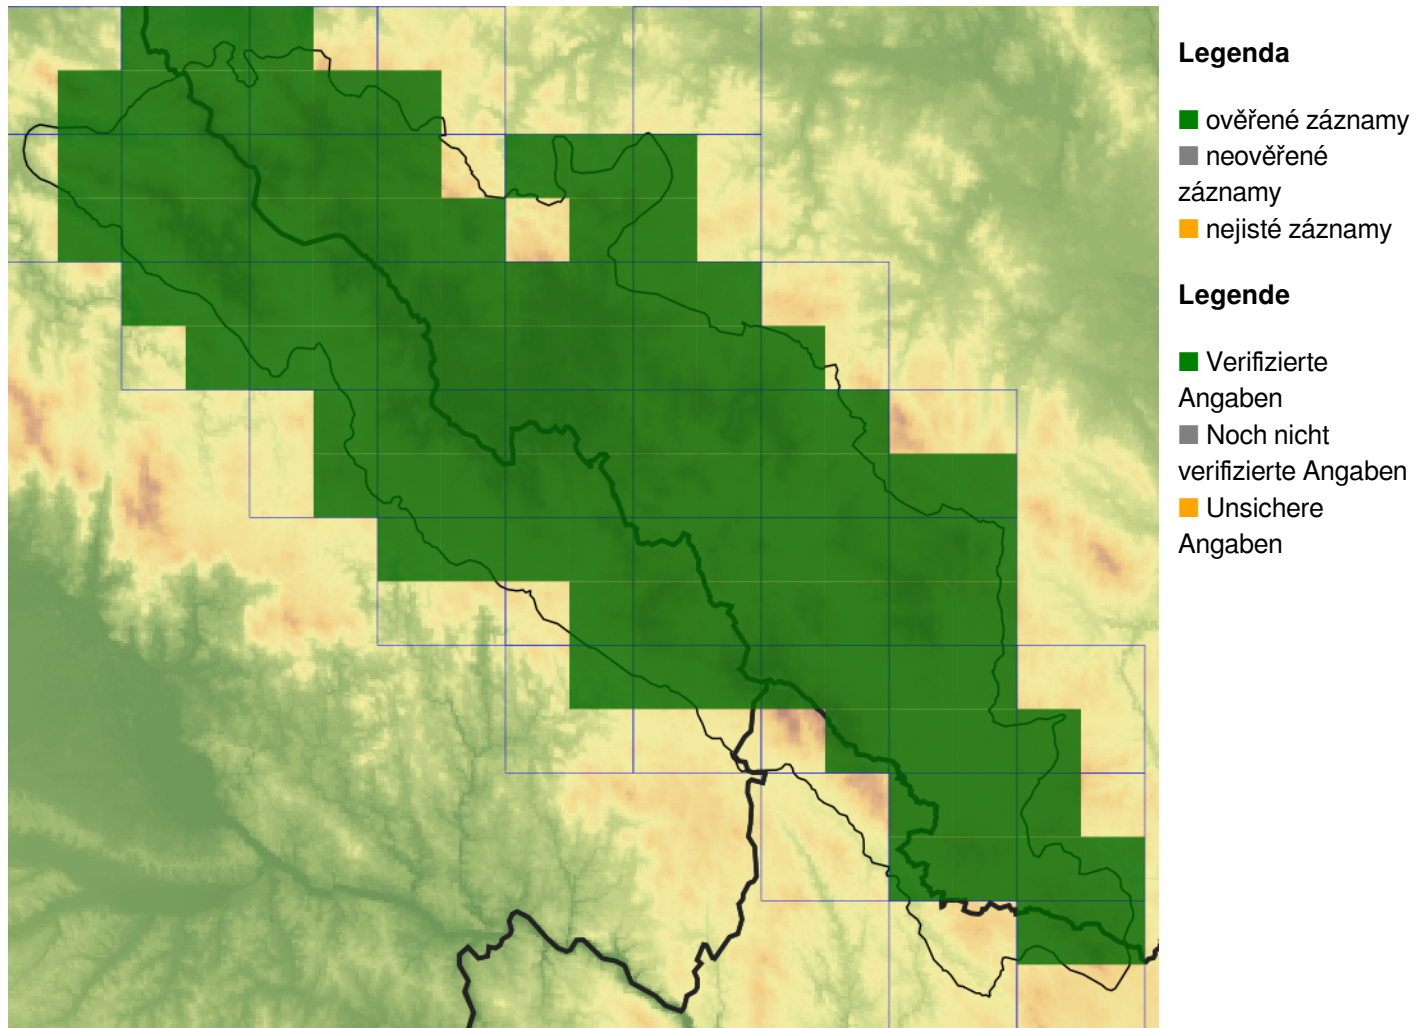 Legenda
ověřené záznamy
neověřené
záznamy
nejisté záznamy
Legende
Verifizierte
Angaben
Noch nicht
verifizierte Angaben
Unsichere
Angaben